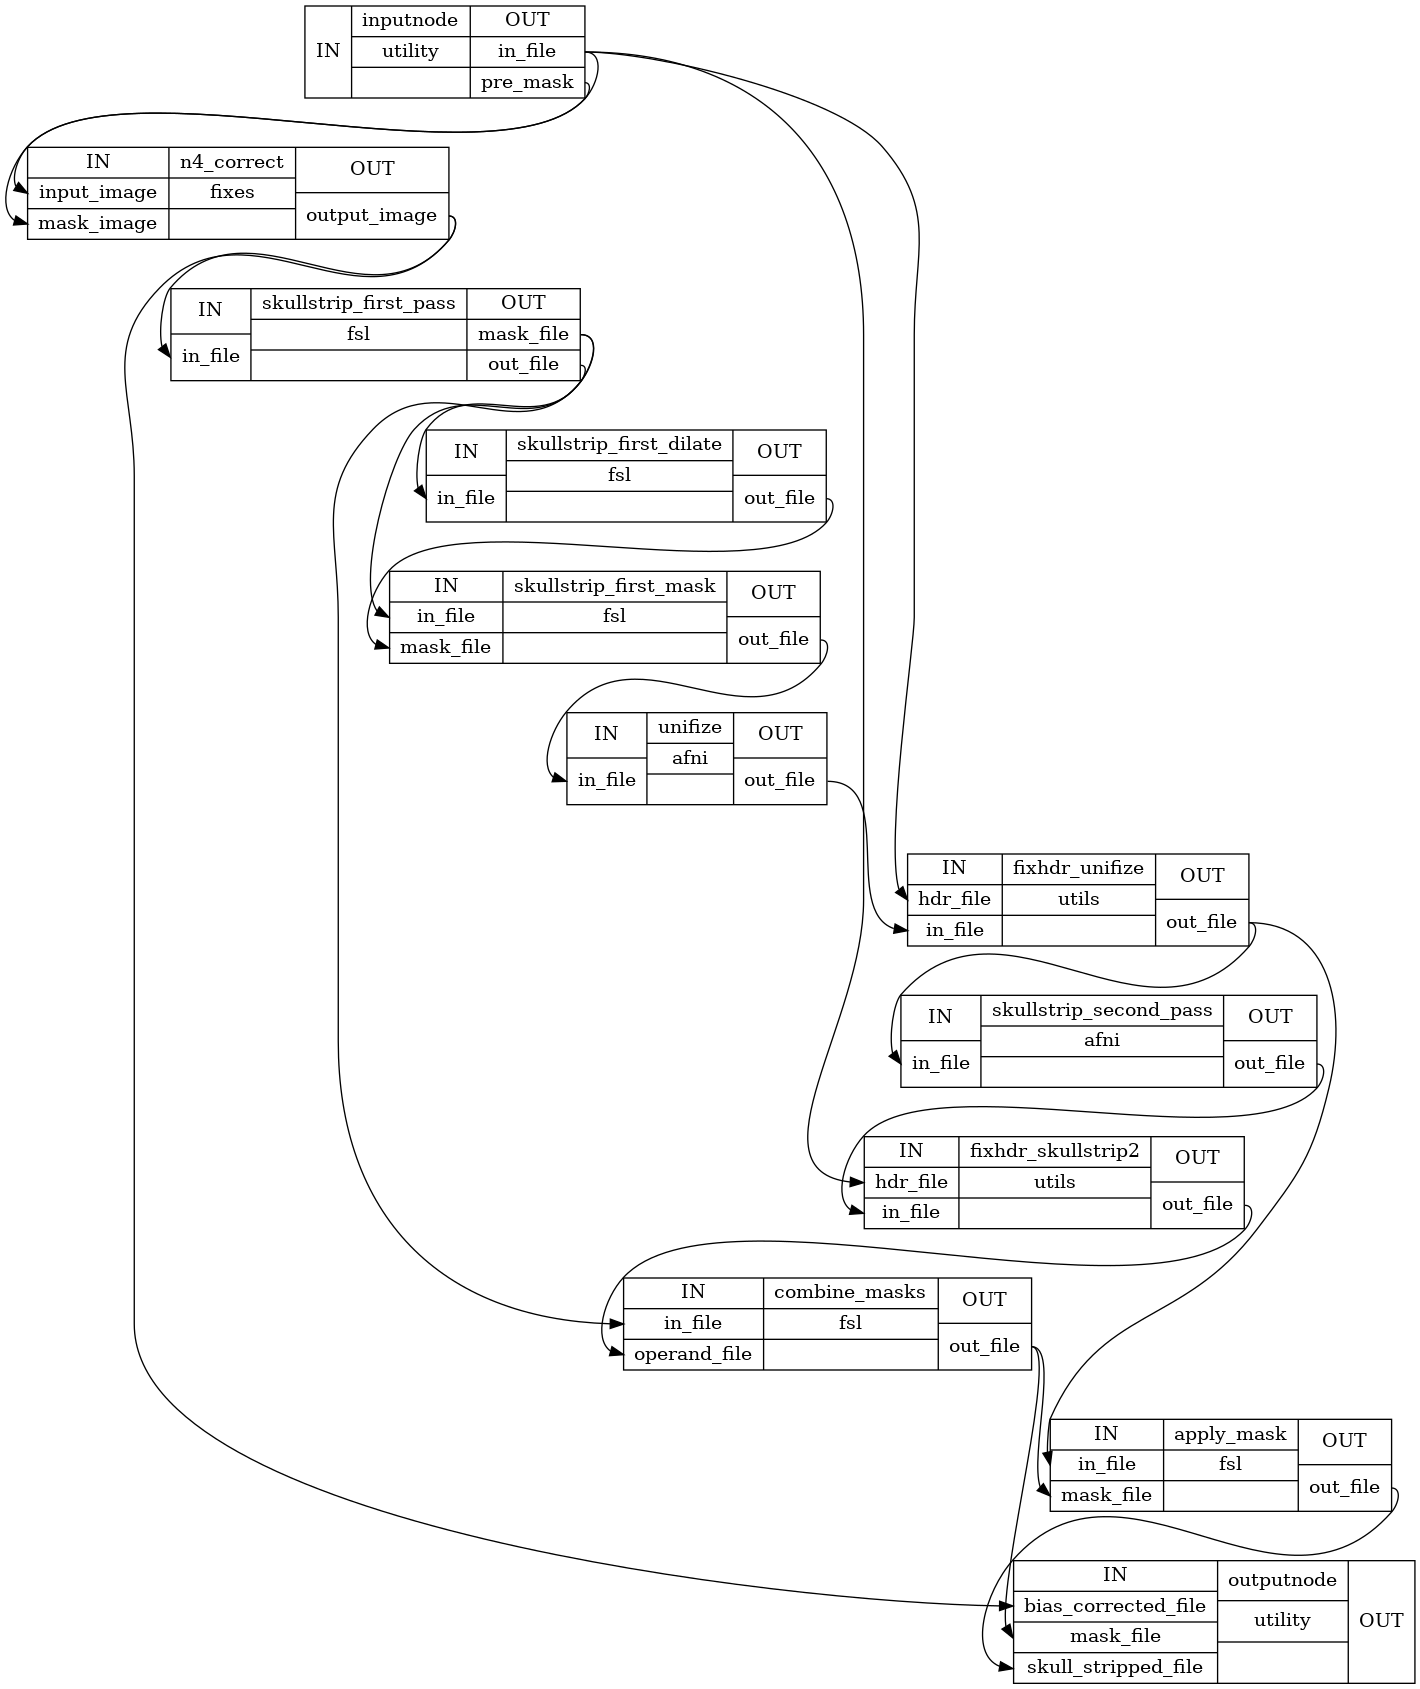 inputnode OUT
IN utility in_file
pre_mask
IN n4_correct OUT
input_image fixes
output_image
mask_image
IN skullstrip_first_pass OUT
fsl mask_file
in_file out_file
IN skullstrip_first_dilate OUT
fsl
in_file out_file
IN skullstrip_first_mask OUT
in_file fsl
mask_file out_file
IN unifize OUT
afni
in_file out_file
IN fixhdr_unifize OUT
hdr_file utils
in_file out_file
IN skullstrip_second_pass OUT
afni
in_file out_file
IN fixhdr_skullstrip2 OUT
hdr_file utils
in_file out_file
IN combine_masks OUT
in_file fsl
operand_file out_file
IN apply_mask OUT
in_file fsl
mask_file out_file
IN outputnode
bias_corrected_file utility OUT
mask_file
skull_stripped_file